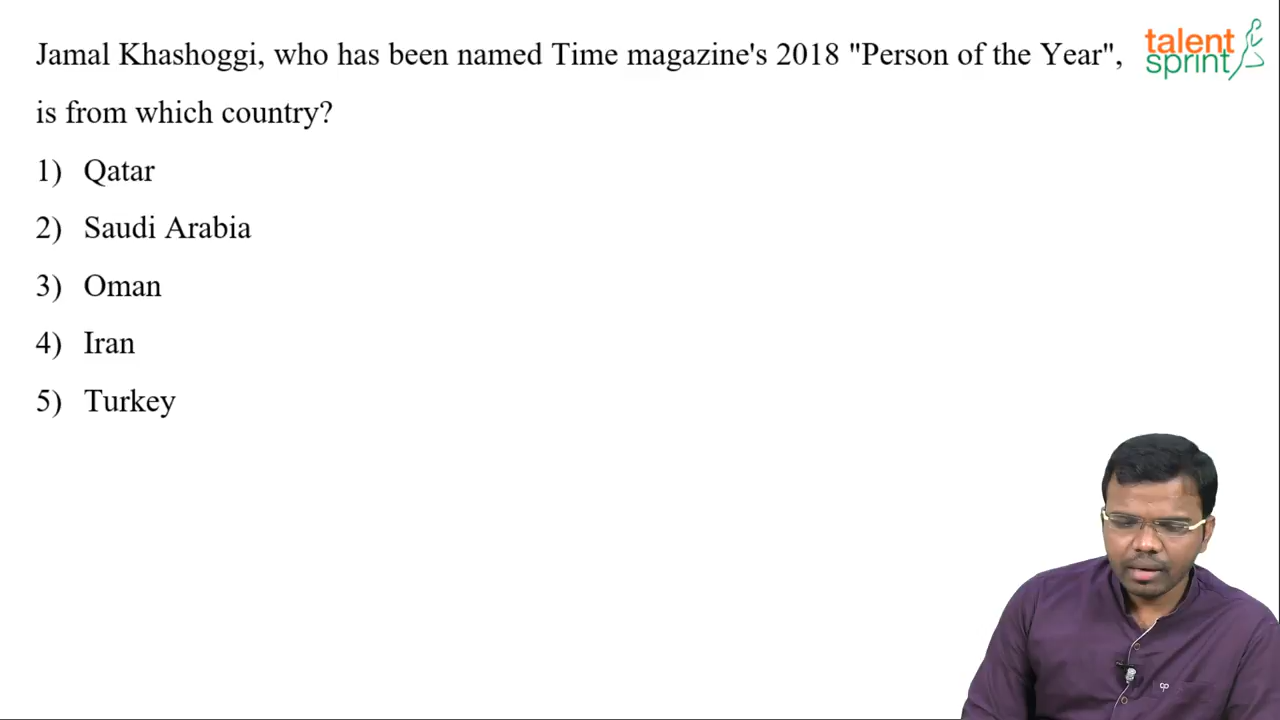 Jamal Khashoggi, who has been named Time magazine's 2018 "Person of the Year",
is from which country?
1) Qatar
2) Saudi Arabia
3) Oman
4) Iran
5) Turkey
talent
sprint
cp